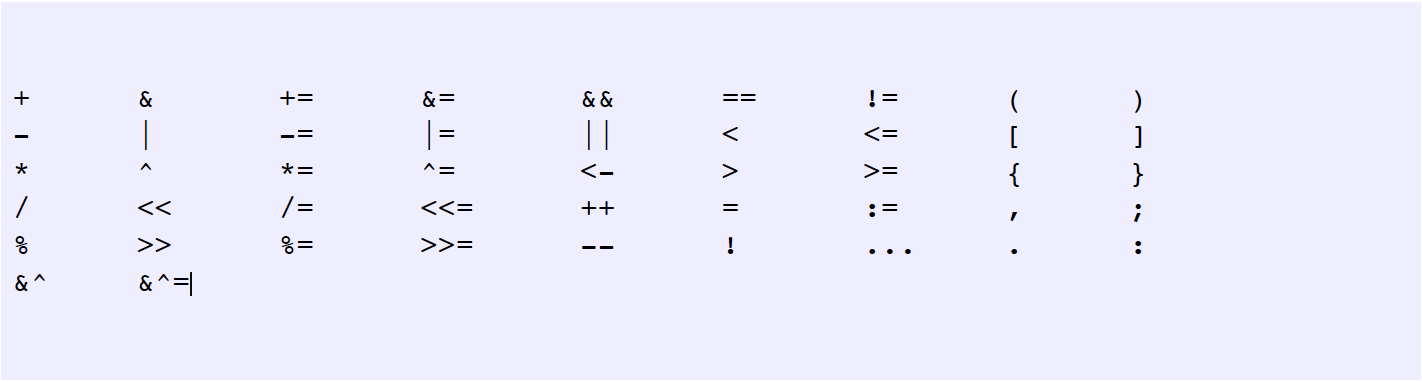 + & += &= && == != ( )
- | -= |= || < <= [ ]
* ^ *= ^= <- > >= { }
/ << /= <<= ++ = := , ;
% >> %= >>= -- ! ... . :
&^ &^=